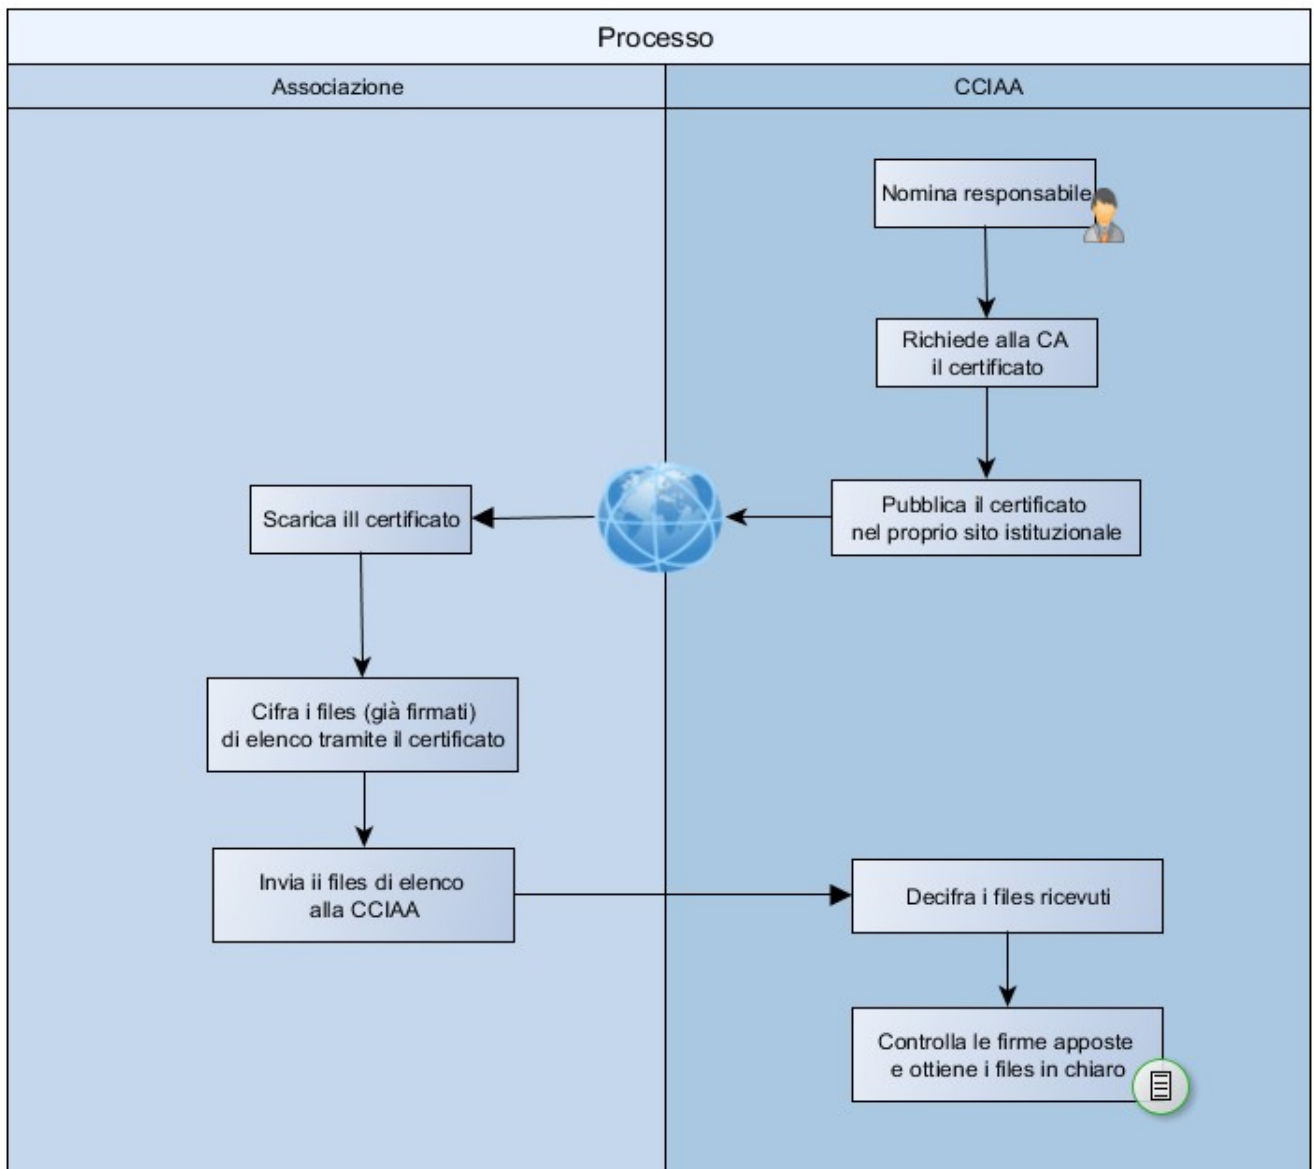 Processo
Associazione
CCIAA
Nomina responsabile
Richiede alla CA
il certificato
Pubblica il certificato
nel proprio sito istituzionale
Scarica ill certificato
Cifra i files (già firmati)
di elenco tramite il certificato
Invia ii files di elenco
alla CCIAA
Decifra i files ricevuti
Controlla le firme apposte
e ottiene i files in chiaro